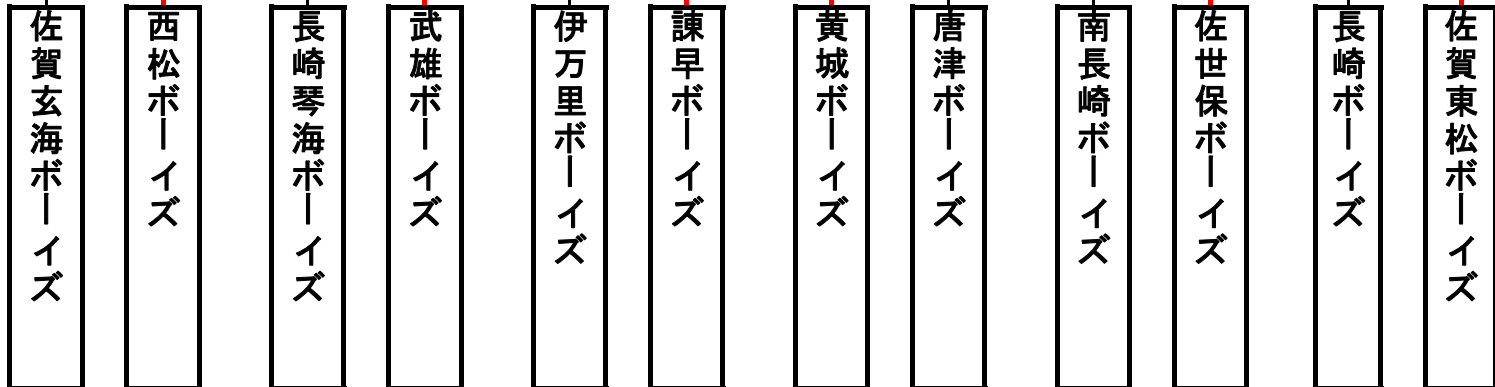 佐賀玄海ボーイズ
西松ボーイズ
長崎琴海ボーイズ
武雄ボーイズ
伊万里ボーイズ
諫早ボーイズ
黄城ボーイズ
唐津ボーイズ
南長崎ボーイズ
佐世保ボーイズ
長崎ボーイズ
佐賀東松ボーイズ